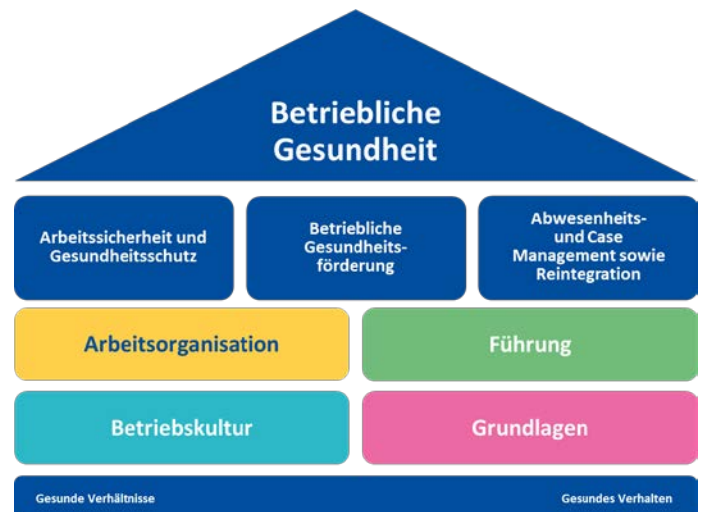 Betriebliche
Gesundheit
Arbeitssicherheit und
Gesundheitsschutz
Betriebliche
Gesundheits-
förderung
Abwesenheits-
und Case
Management sowie
Reintegration
Arbeitsorganisation
Führung
Betriebskultur
Grundlagen
Gesunde Verhältnisse
Gesundes Verhalten